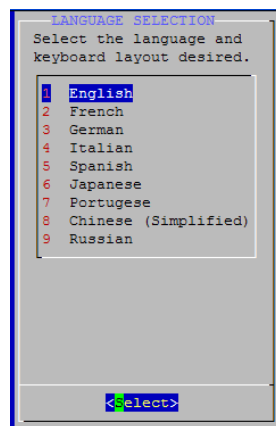 LANGUAGE SELECTION
Select the language and
keyboard layout desired.
1 English
2 French
3 German
4 Italian
5 Spanish
6 Japanese
7 Portugese
8 Chinese (Simplified)
9 Russian
<Select>